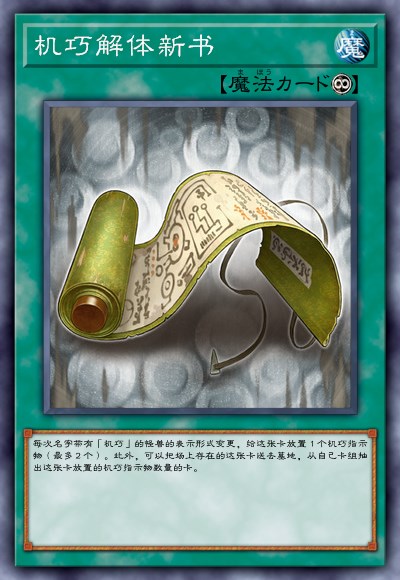 机巧解体新书
魔
【魔法カード】
まほう
每次名字带有「机巧」的怪兽的表示形式变更,给这张卡放置1个机巧指示
物(最多2个)。此外,可以把场上存在的这张卡送去墓地,从自己卡组抽
出这张卡放置的机巧指示物数量的卡。